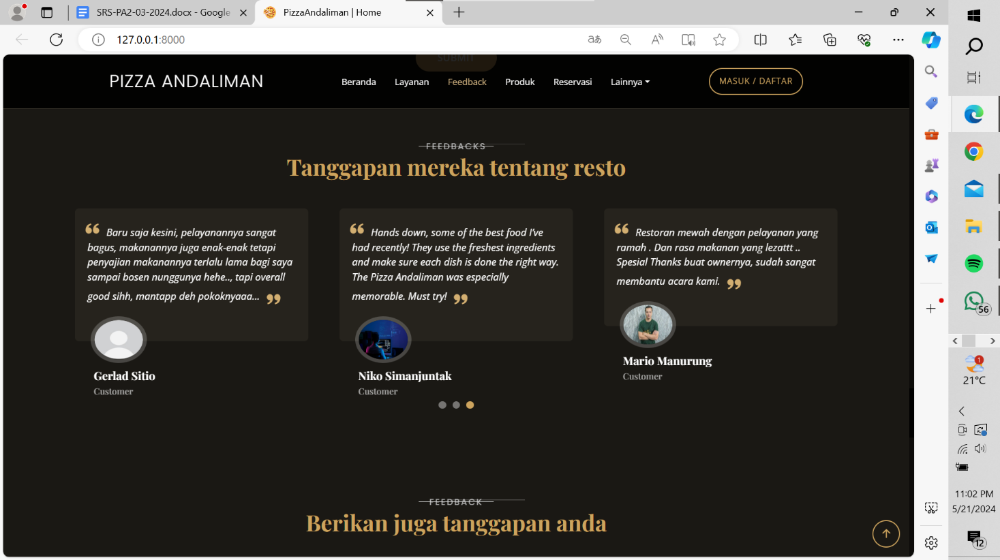 SRS-PA2-03-2024.docx - Google
PizzaAndaliman | Home
127.0.0.1:8000
SUBMIT
PIZZA ANDALIMAN
Beranda
Layanan
Feedback
Produk
Reservasi
Lainnya
MASUK / DAFTAR
FEEDBACKS
Tanggapan mereka tentang resto
Baru saja kesini, pelayanannya sangat
bagus, makanannya juga enak-enak tetapi
penyajian makanannya terlalu lama bagi saya
sampai bosen nunggunya hehe.., tapi overall
good sihh, mantapp deh pokoknyaaa...
Gerlad Sitio
Customer
Hands down, some of the best food I've
had recently! They use the freshest ingredients
and make sure each dish is done the right way.
The Pizza Andaliman was especially
memorable. Must try!
Niko Simanjuntak
Customer
Restoran mewah dengan pelayanan yang
ramah . Dan rasa makanan yang lezattt ..
Spesial Thanks buat ownernya, sudah sangat
membantu acara kami.
Mario Manurung
Customer
FEEDBACK
Berikan juga tanggapan anda
56
1
21°C
11:02 PM
5/21/2024
12